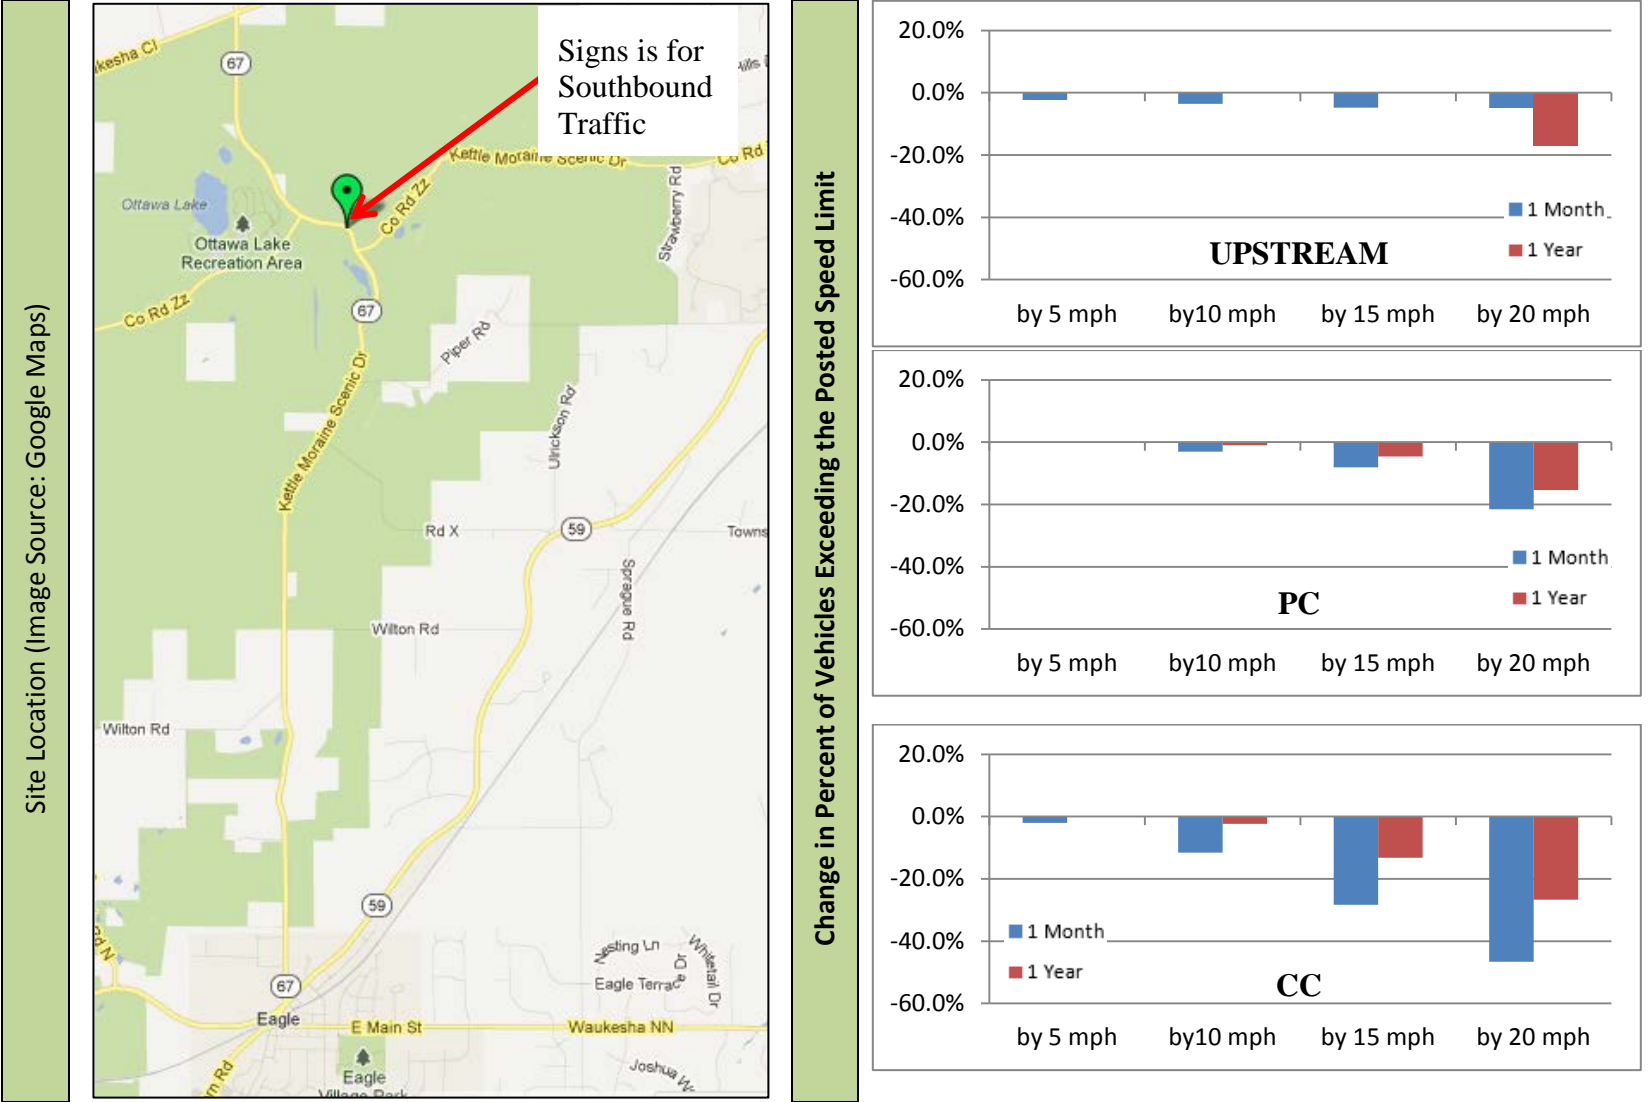 Site Location (Image Source: Google Maps)
Signs is for
Southbound
Traffic
67
Kettle Moraine Scenic Dr
Co Rd
Co Rd Zz
Strawberry Rd
Ottawa Lake
Ottawa Lake
Recreation Area
Co Rd Zz
67
Piper Rd
Kettle Moraine Scenic Dr
Ulrickson Rd
Rd X
59
Towns
Sprague Rd
Wilton Rd
Wilton Rd
59
Rd N
Nesting Ln
Whitetail Dr
Eagle Terrace Dr
67
Eagle
E Main St
Waukesha NN
Eagle
Village Park
Joshua
Change in Percent of Vehicles Exceeding the Posted Speed Limit
20.0%
0.0%
-20.0%
-40.0%
-60.0%
1 Month
1 Year
UPSTREAM
by 5 mph by10 mph by 15 mph by 20 mph
20.0%
0.0%
-20.0%
-40.0%
-60.0%
1 Month
1 Year
PC
by 5 mph by10 mph by 15 mph by 20 mph
20.0%
0.0%
-20.0%
-40.0%
-60.0%
1 Month
1 Year
CC
by 5 mph by10 mph by 15 mph by 20 mph